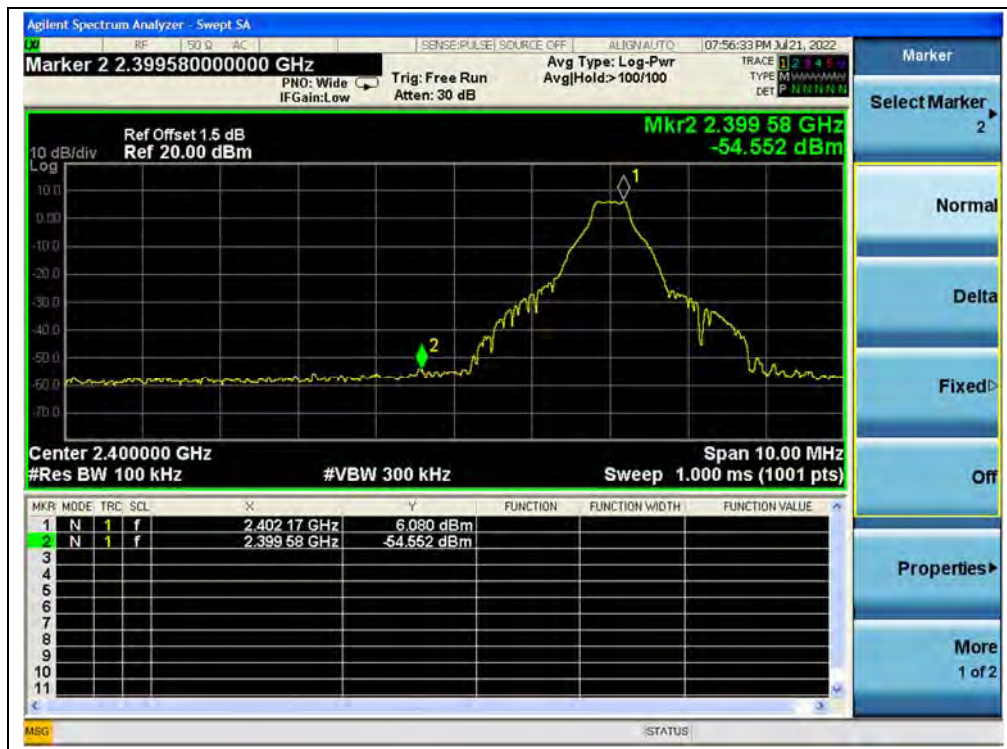 Agilent Spectrum Analyzer - Swept SA
RF 50 Ω AC SENSE:PULSE SOURCE OFF ALIGN AUTO 07:56:33 PM Jul 21, 2022
Marker 2 2.399580000000 GHz
PNO: Wide
IFGain:Low
Trig: Free Run
Atten: 30 dB
Avg Type: Log-Pwr
Avg|Hold:> 100/100
TRACE 1 2 3 4 5 6
TYPE M
DET P N N N N N
Mkr2 2.399 58 GHz
-54.552 dBm
Ref Offset 1.5 dB
10 dB/div Ref 20.00 dBm
Log
10.0
0.00
-10.0
-20.0
-30.0
-40.0
-50.0
-60.0
-70.0
1
2
Center 2.400000 GHz Span 10.00 MHz
#Res BW 100 kHz #VBW 300 kHz Sweep 1.000 ms (1001 pts)
MKR MODE TRC SCL X Y FUNCTION FUNCTION WIDTH FUNCTION VALUE
1 N 1 f 2.402 17 GHz 6.080 dBm
2 N 1 f 2.399 58 GHz -54.552 dBm
3
4
5
6
7
8
9
10
11
MSG STATUS
Marker
Select Marker
2
Normal
Delta
Fixed
Off
Properties
More
1 of 2